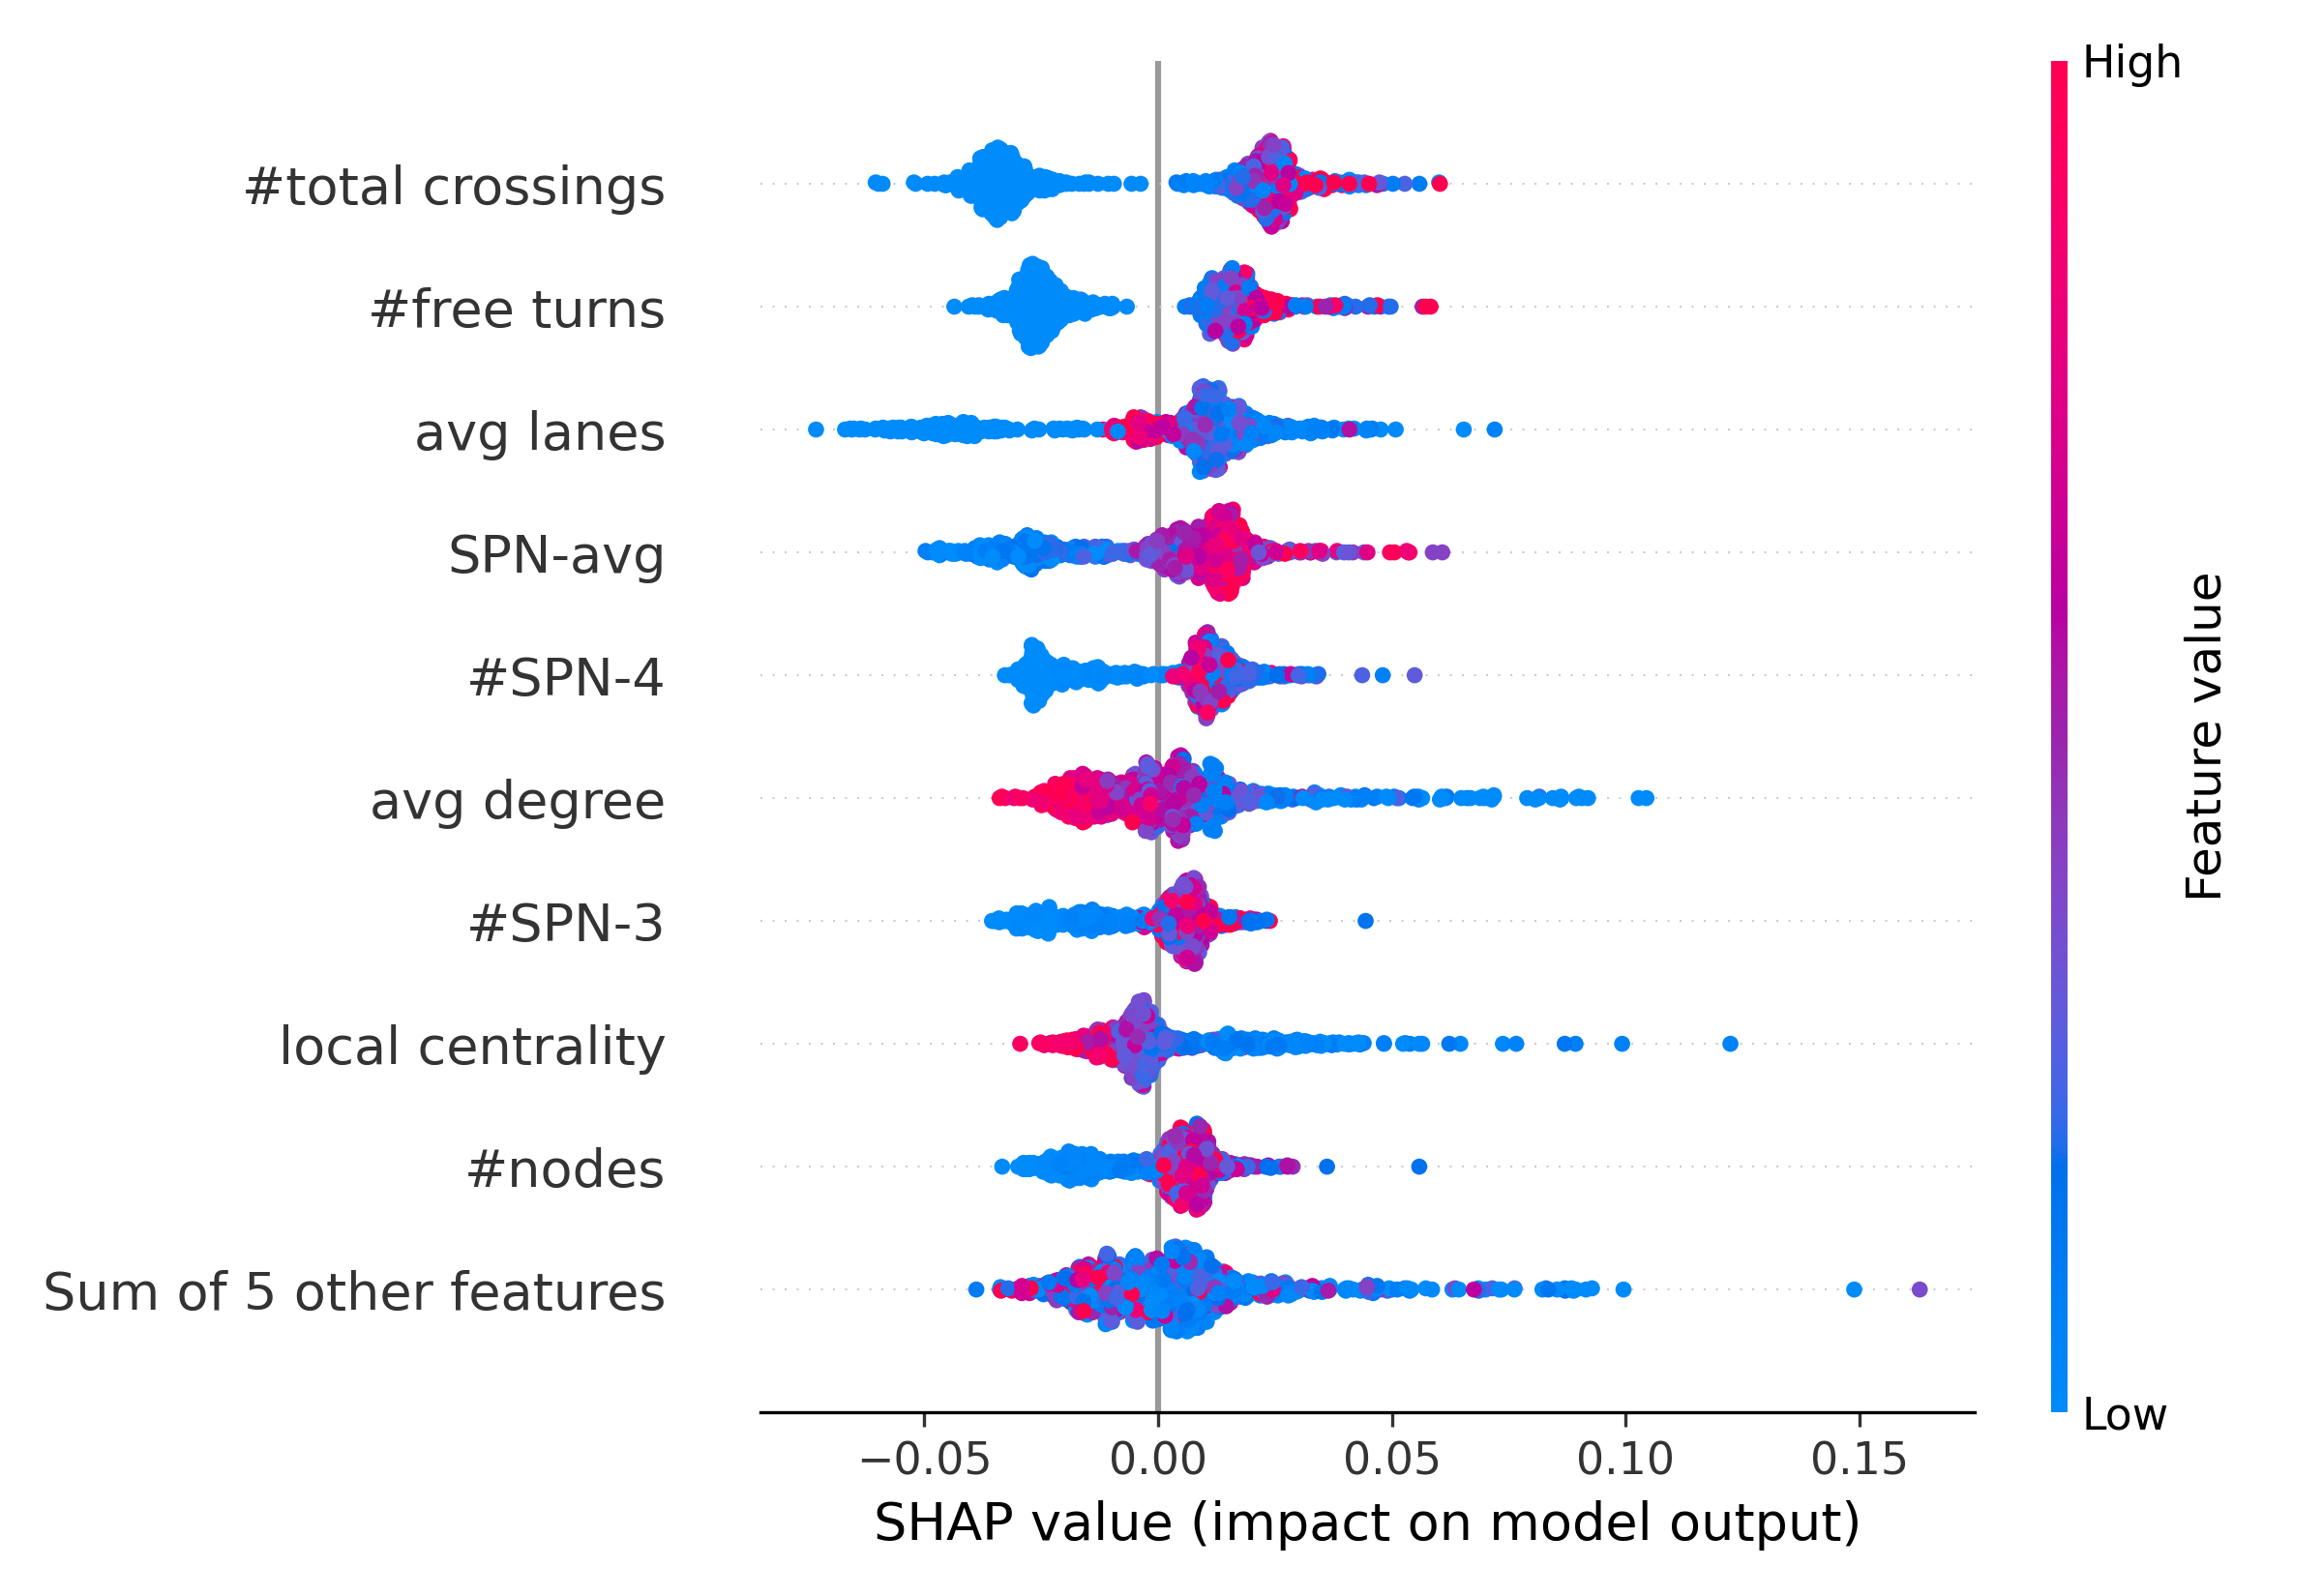 High
#total crossings
#free turns
avg lanes
SPN-avg
#SPN-4
avg degree
#SPN-3
local centrality
#nodes
Sum of 5 other features
Feature value
Low
−0.05 0.00 0.05 0.10 0.15
SHAP value (impact on model output)